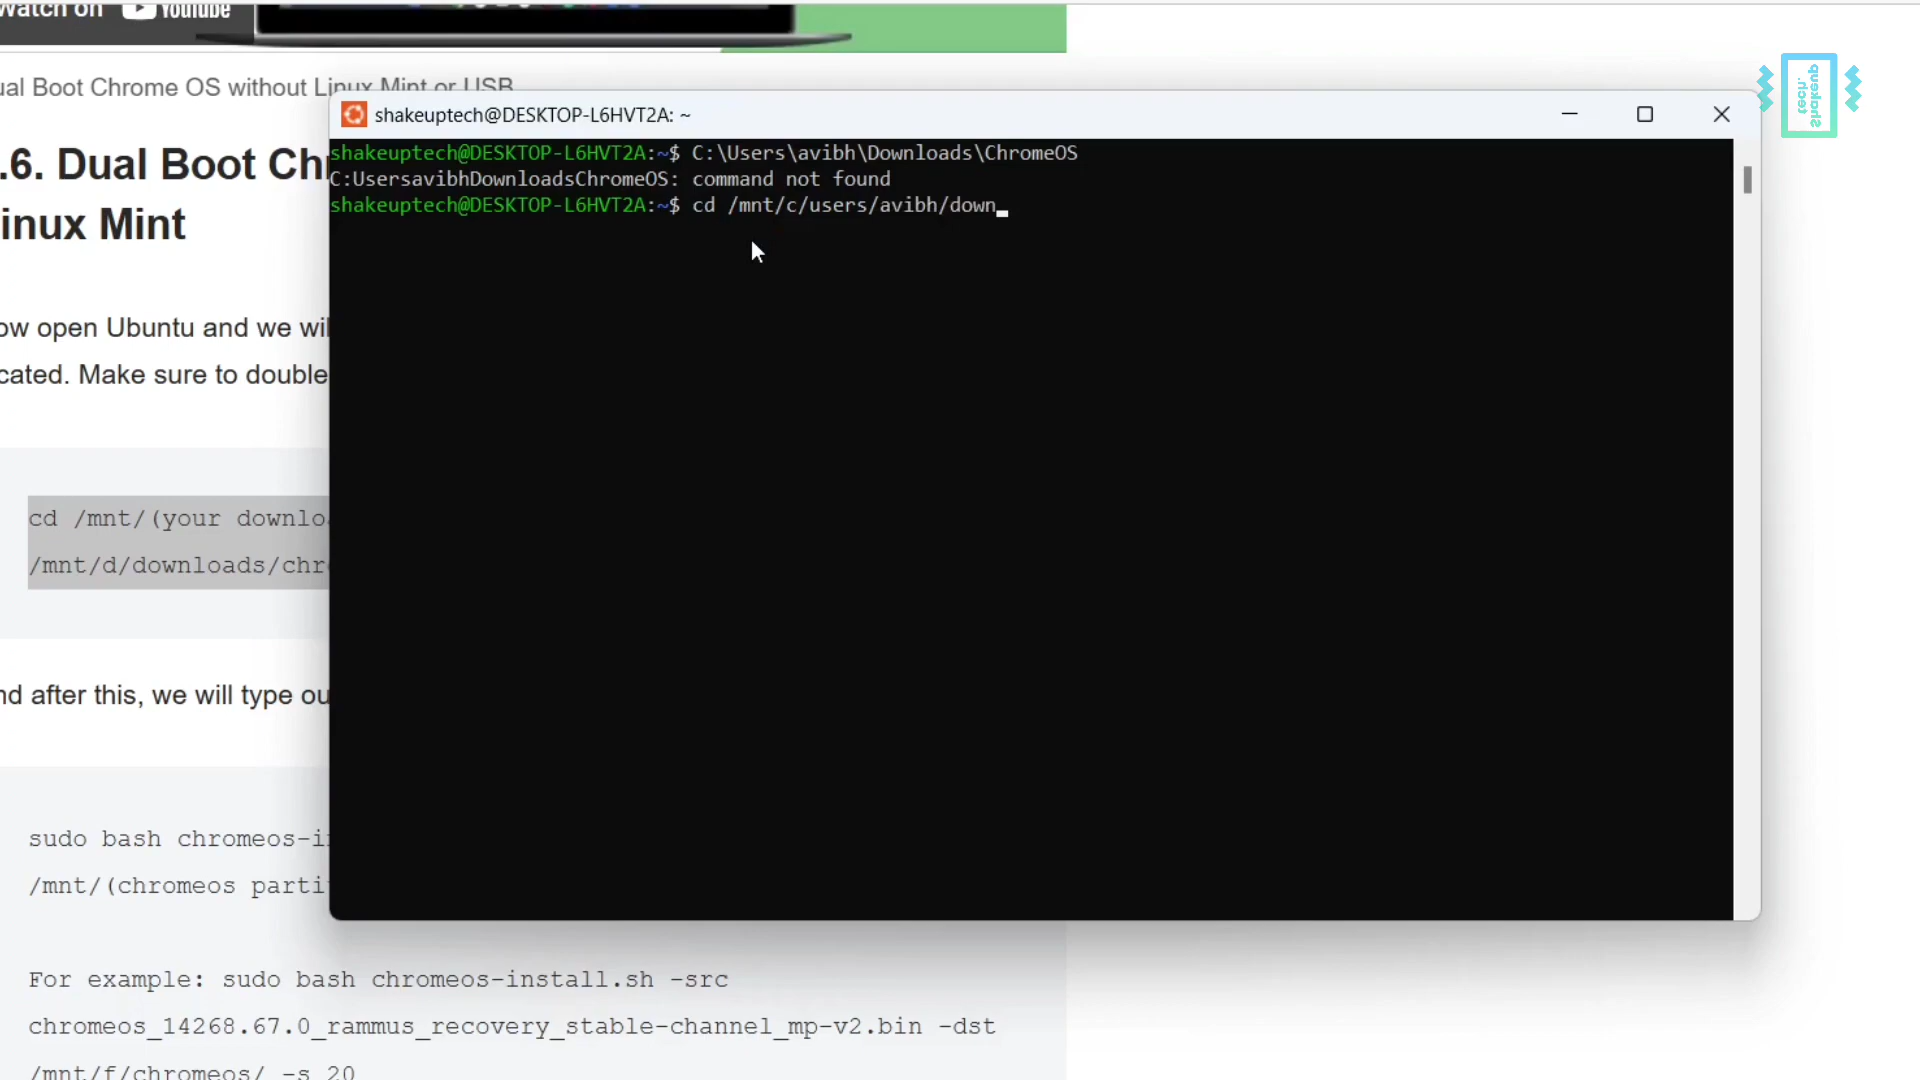 Watch on YouTube
ual Boot Chrome OS without Linux Mint or USB
.6. Dual Boot Ch
inux Mint
ow open Ubuntu and we wil
cated. Make sure to double
cd /mnt/(your downlo
/mnt/d/downloads/chr
nd after this, we will type ou
sudo bash chromeos-i
/mnt/(chromeos parti
For example: sudo bash chromeos-install.sh -src
chromeos_14268.67.0_rammus_recovery_stable-channel_mp-v2.bin -dst
/mnt/f/chromeos/ -s 20
shakeuptech@DESKTOP-L6HVT2A: ~
shakeuptech@DESKTOP-L6HVT2A:~$ C:\Users\avibh\Downloads\ChromeOS
C:UsersavibhDownloadsChromeOS: command not found
shakeuptech@DESKTOP-L6HVT2A:~$ cd /mnt/c/users/avibh/down
Shakeup
tech.